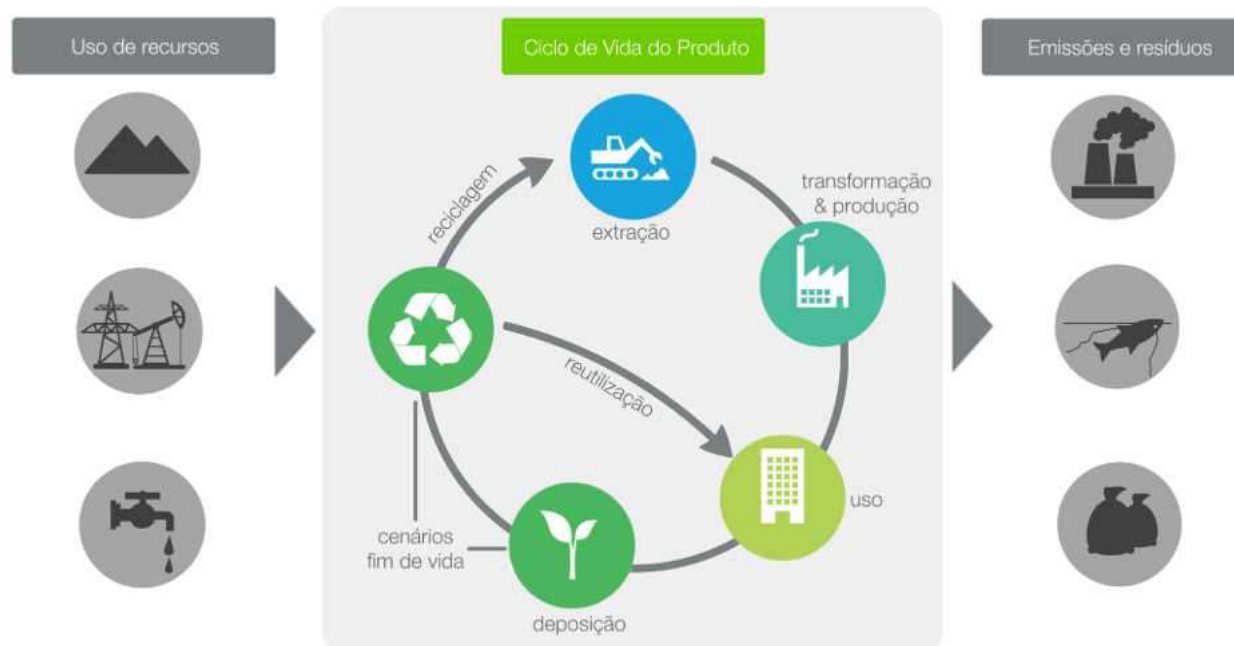 Uso de recursos
Ciclo de Vida do Produto
Emissões e resíduos
reciclagem
extração
transformação
& produção
reutilização
uso
cenários
fim de vida
deposição